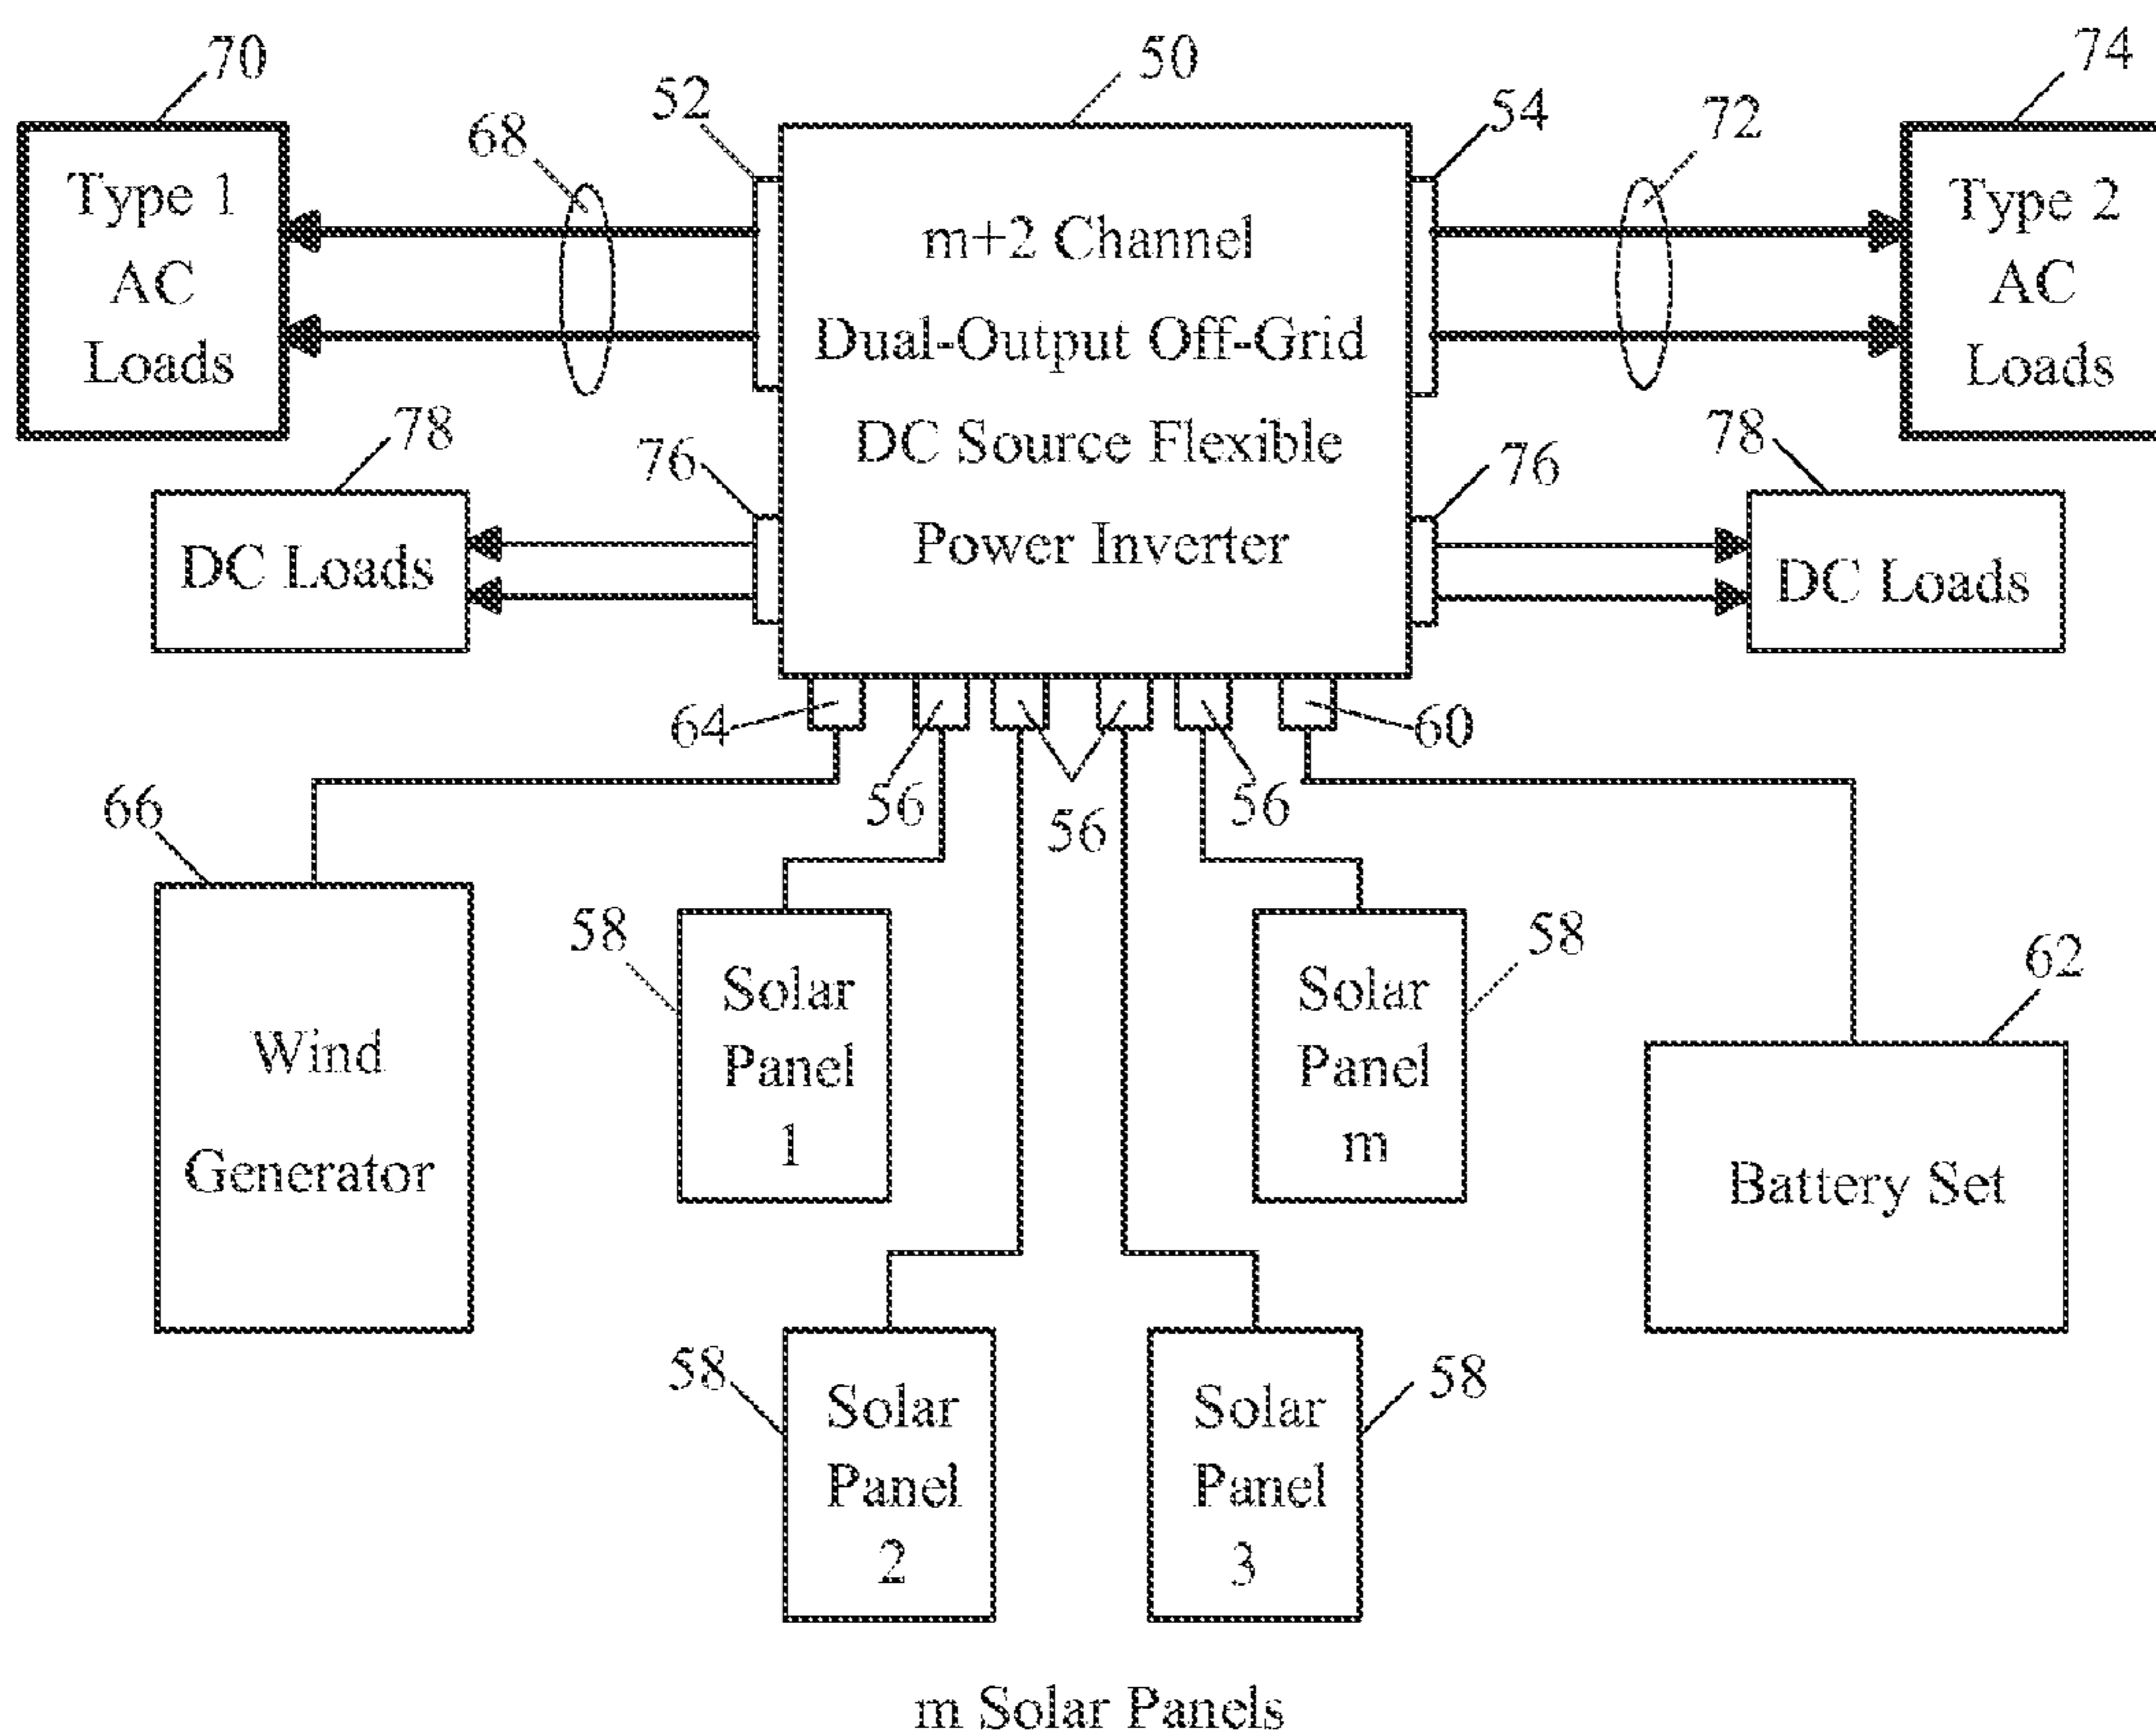 70
50
74
52
54
68
72
Type 1
AC
Loads
m+2 Channel
Dual-Output Off-Grid
DC Source Flexible
Power Inverter
Type 2
AC
Loads
78
76
76
78
DC Loads
DC Loads
64
60
56
56
56
66
58
Solar
Panel
1
Solar
Panel
m
58
62
Wind
Generator
Battery Set
58
Solar
Panel
2
Solar
Panel
3
58
m Solar Panels